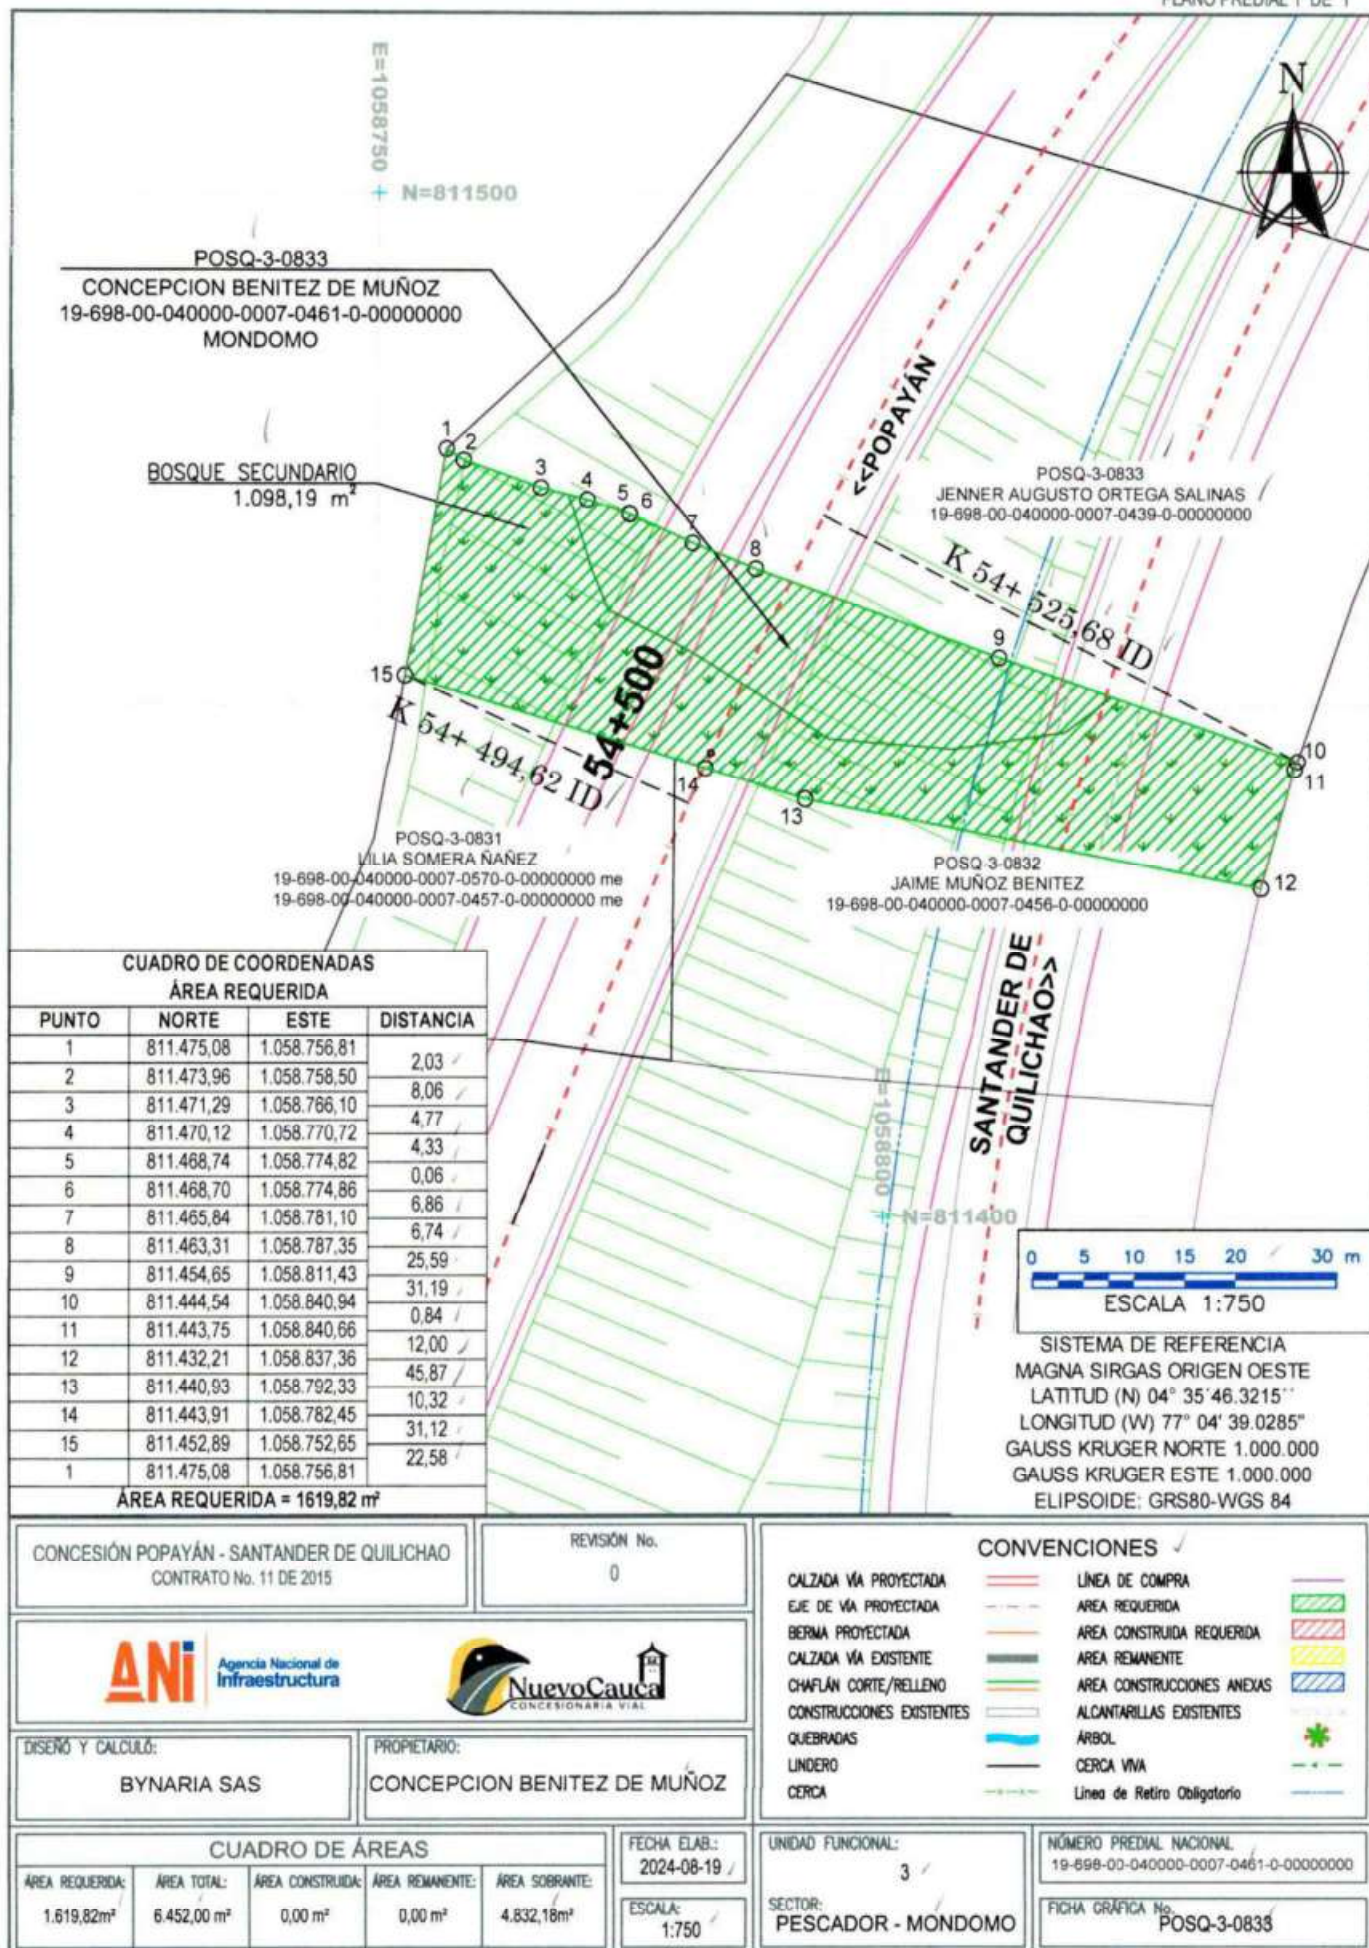 PLANO PREDIAL 1 DE 1
E=1058750
N=811500
N
POSQ-3-0833
CONCEPCION BENITEZ DE MUÑOZ
19-698-00-040000-0007-0461-0-00000000
MONDOMO
BOSQUE SECUNDARIO
1.098,19 m²
1
2
3
4
5
6
7
8
9
10
11
12
13
14
15
<<POPAYÁN
POSQ-3-0833
JENNER AUGUSTO ORTEGA SALINAS
19-698-00-040000-0007-0439-0-00000000
K 54+ 525,68 ID
54+500
K 54+ 494,62 ID
POSQ-3-0831
LILIA SOMERA ÑAÑEZ
19-698-00-040000-0007-0570-0-00000000 me
19-698-00-040000-0007-0457-0-00000000 me
POSQ-3-0832
JAIME MUÑOZ BENITEZ
19-698-00-040000-0007-0456-0-00000000
SANTANDER DE
QUILICHAO>>
E=1058800
N=811400
CUADRO DE COORDENADAS
ÁREA REQUERIDA
PUNTO NORTE ESTE DISTANCIA
1 811.475,08 1.058.756,81
2,03
2 811.473,96 1.058.758,50
8,06
3 811.471,29 1.058.766,10
4,77
4 811.470,12 1.058.770,72
4,33
5 811.468,74 1.058.774,82
0,06
6 811.468,70 1.058.774,86
6,86
7 811.465,84 1.058.781,10
6,74
8 811.463,31 1.058.787,35
25,59
9 811.454,65 1.058.811,43
31,19
10 811.444,54 1.058.840,94
0,84
11 811.443,75 1.058.840,66
12,00
12 811.432,21 1.058.837,36
45,87
13 811.440,93 1.058.792,33
10,32
14 811.443,91 1.058.782,45
31,12
15 811.452,89 1.058.752,65
22,58
1 811.475,08 1.058.756,81
ÁREA REQUERIDA = 1619,82 m²
0 5 10 15 20 30 m
ESCALA 1:750
SISTEMA DE REFERENCIA
MAGNA SIRGAS ORIGEN OESTE
LATITUD (N) 04° 35´46.3215´´
LONGITUD (W) 77° 04' 39.0285"
GAUSS KRUGER NORTE 1.000.000
GAUSS KRUGER ESTE 1.000.000
ELIPSOIDE: GRS80-WGS 84
CONCESIÓN POPAYÁN - SANTANDER DE QUILICHAO
CONTRATO No. 11 DE 2015
REVISIÓN No.
0
ANi Agencia Nacional de
Infraestructura
NuevoCauca
CONCESIONARIA VIAL
DISEÑO Y CALCULÓ:
BYNARIA SAS
PROPIETARIO:
CONCEPCION BENITEZ DE MUÑOZ
CONVENCIONES
CALZADA VÍA PROYECTADA LÍNEA DE COMPRA
EJE DE VÍA PROYECTADA AREA REQUERIDA
BERMA PROYECTADA AREA CONSTRUIDA REQUERIDA
CALZADA VÍA EXISTENTE AREA REMANENTE
CHAFLÁN CORTE/RELLENO AREA CONSTRUCCIONES ANEXAS
CONSTRUCCIONES EXISTENTES ALCANTARILLAS EXISTENTES
QUEBRADAS ÁRBOL
LINDERO CERCA VIVA
CERCA Linea de Retiro Obligatorio
CUADRO DE ÁREAS
ÁREA REQUERIDA: ÁREA TOTAL: ÁREA CONSTRUIDA: ÁREA REMANENTE: ÁREA SOBRANTE:
1.619,82m² 6.452,00 m² 0,00 m² 0,00 m² 4.832,18m²
FECHA ELAB.:
2024-08-19
ESCALA:
1:750
UNIDAD FUNCIONAL:
3
SECTOR:
PESCADOR - MONDOMO
NÚMERO PREDIAL NACIONAL
19-698-00-040000-0007-0461-0-00000000
FICHA GRÁFICA No.
POSQ-3-0833